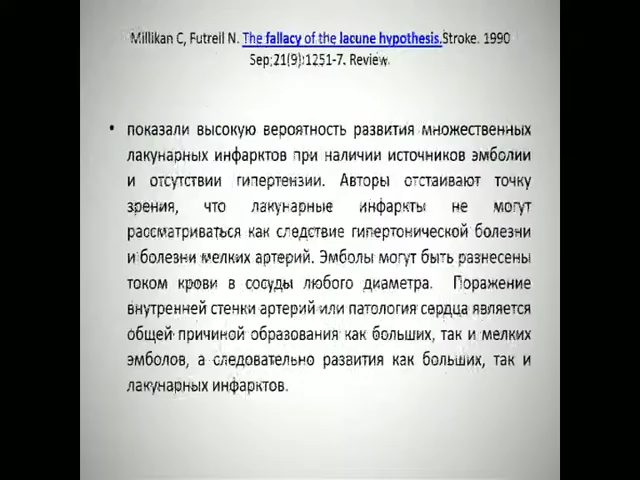 Millikan C, Futrell N. The fallacy of the lacune hypothesis. Stroke. 1990
Sep;21(9):1251-7. Review.
• показали высокую вероятность развития множественных
лакунарных инфарктов при наличии источников эмболии
и отсутствии гипертензии. Авторы отстаивают точку
зрения, что лакунарные инфаркты не могут
рассматриваться как следствие гипертонической болезни
и болезни мелких артерий. Эмболы могут быть разнесены
током крови в сосуды любого диаметра. Поражение
внутренней стенки артерий или патология сердца является
общей причиной образования как больших, так и мелких
эмболов, а следовательно развития как больших, так и
лакунарных инфарктов.